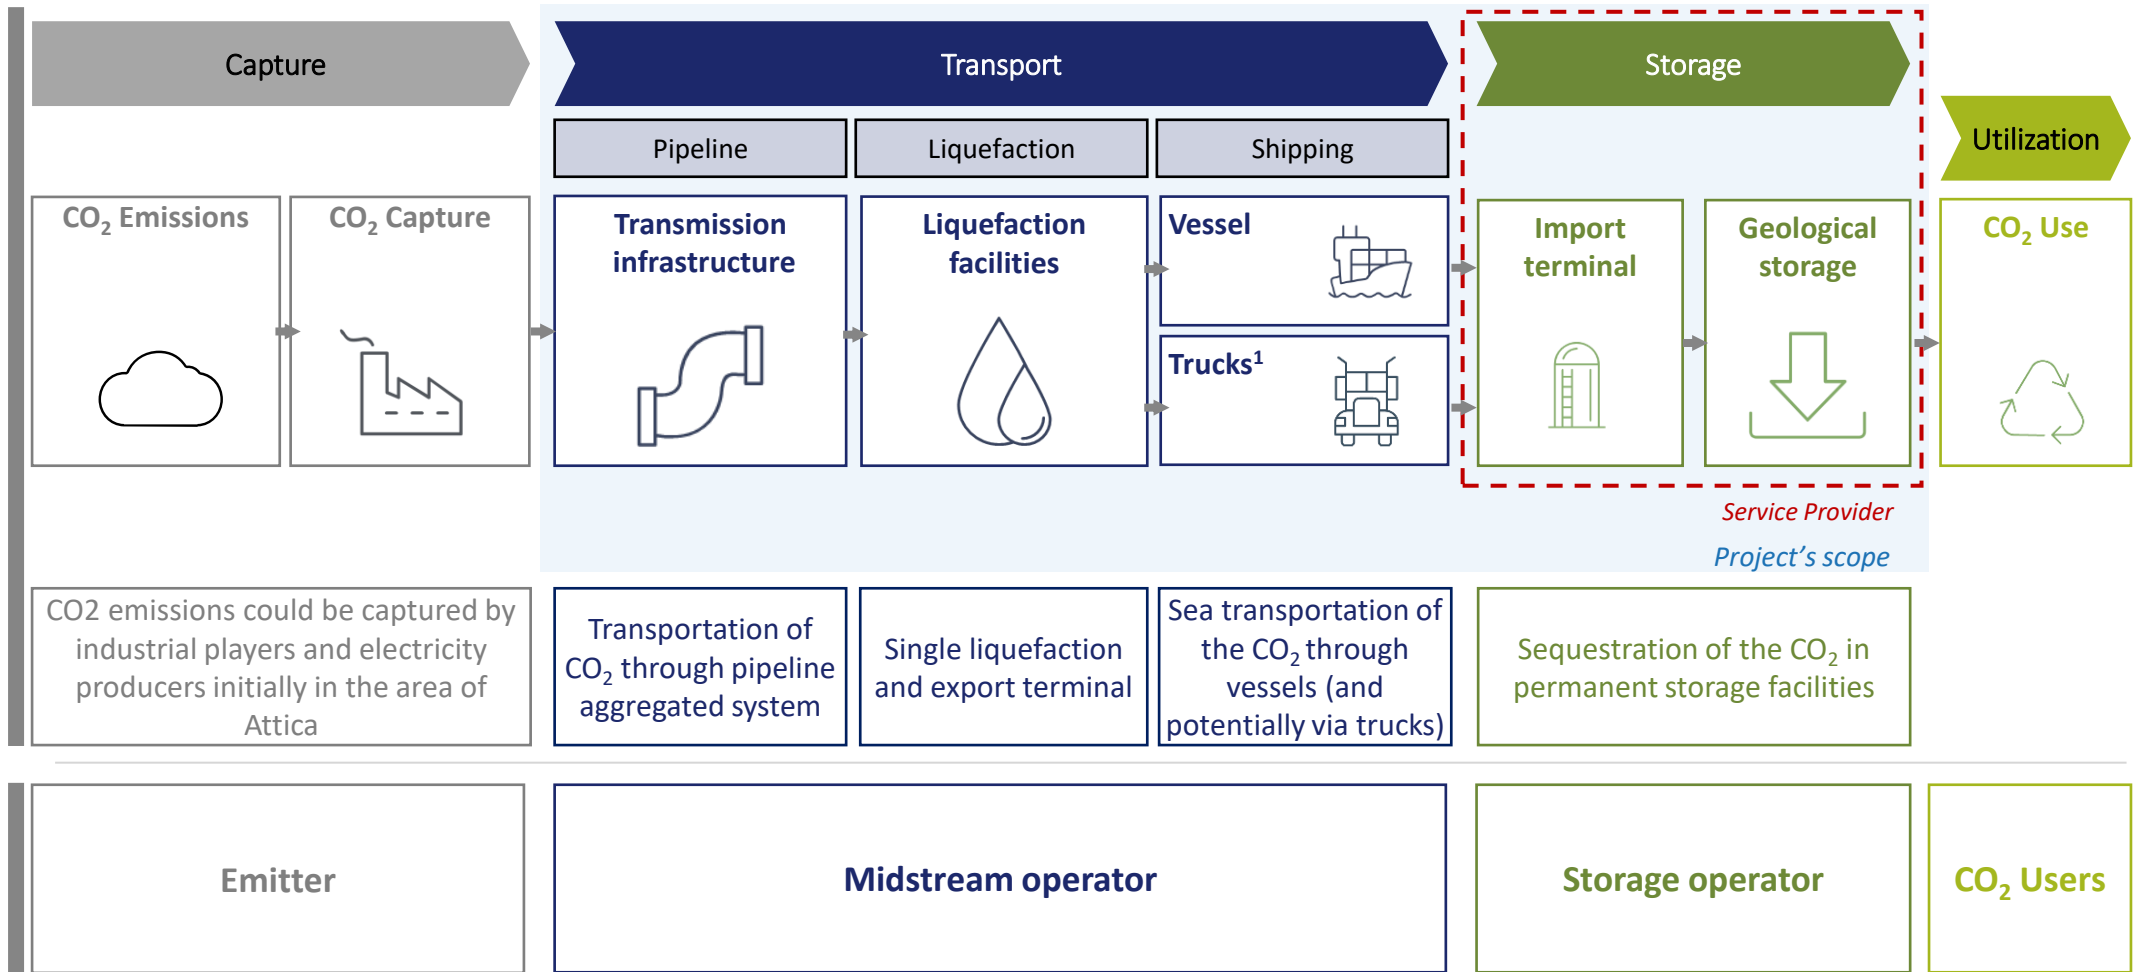 Capture
Transport
Storage
Utilization
Pipeline
Liquefaction
Shipping
CO₂ Emissions
CO₂ Capture
Transmission
infrastructure
Liquefaction
facilities
Vessel
Trucks¹
Import
terminal
Geological
storage
CO₂ Use
Service Provider
Project's scope
CO2 emissions could be captured by
industrial players and electricity
producers initially in the area of
Attica
Transportation of
CO₂ through pipeline
aggregated system
Single liquefaction
and export terminal
Sea transportation of
the CO₂ through
vessels (and
potentially via trucks)
Sequestration of the CO₂ in
permanent storage facilities
Emitter
Midstream operator
Storage operator
CO₂ Users